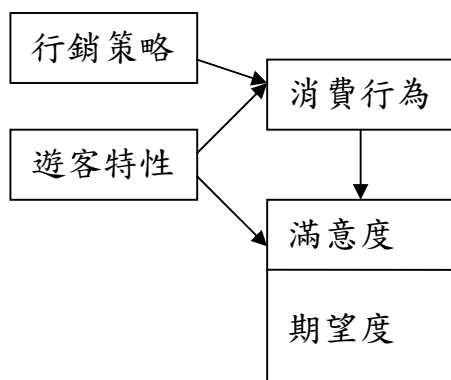 行銷策略
消費行為
遊客特性
滿意度
期望度